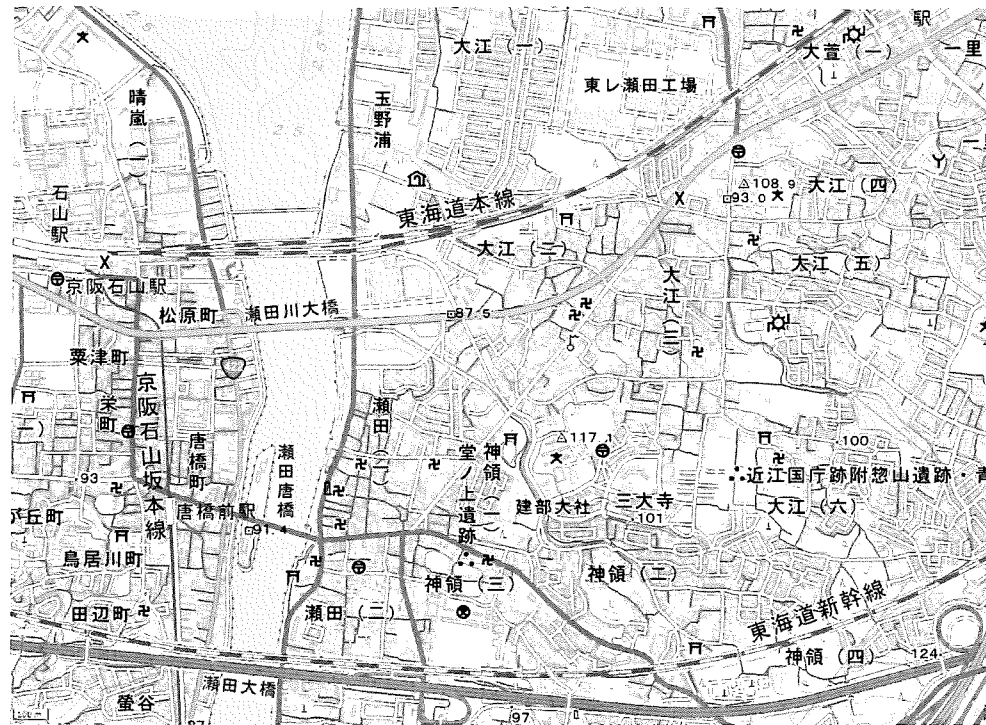 大江（一）
駅
大萱（一）
一里
東レ瀬田工場
晴嵐（一）
玉野浦
石山駅
東海道本線
108.9
93.0
大江（四）
大江（二）
大江（五）
大江（三）
京阪石山駅
松原町
瀬田川大橋
87.5
粟津町
栄町
京阪石山坂本線
唐橋町
瀬田（一）
瀬田唐橋
神領（一）
堂ノ上遺跡
117.1
100
93
近江国庁跡附惣山遺跡・青
建部大社
三大寺
101
大江（六）
が丘町
唐橋前駅
91.4
鳥居川町
神領（三）
神領（二）
田辺町
瀬田（二）
東海道新幹線
神領（四）
124
瀬田大橋
螢谷
97
87